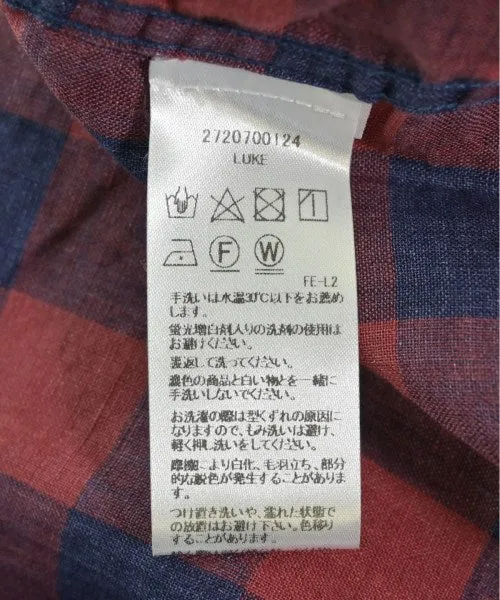 2720700124
LUKE
F
W
FE-L2
手洗いは水温30℃以下をお薦め
します。
蛍光増白剤入りの洗剤の使用は
お避けください。
裏返して洗ってください。
濃色の商品と白い物とを一緒に
手洗いしないでください。
お洗濯の際は型くずれの原因に
なりますので、もみ洗いは避け、
軽く押し洗いをしてください。
摩擦により白化、毛羽立ち、部分
的な脱色が発生することがありま
す。
つけ置き洗いや、濡れた状態で
の放置はお避け下さい。色移り
することがあります。